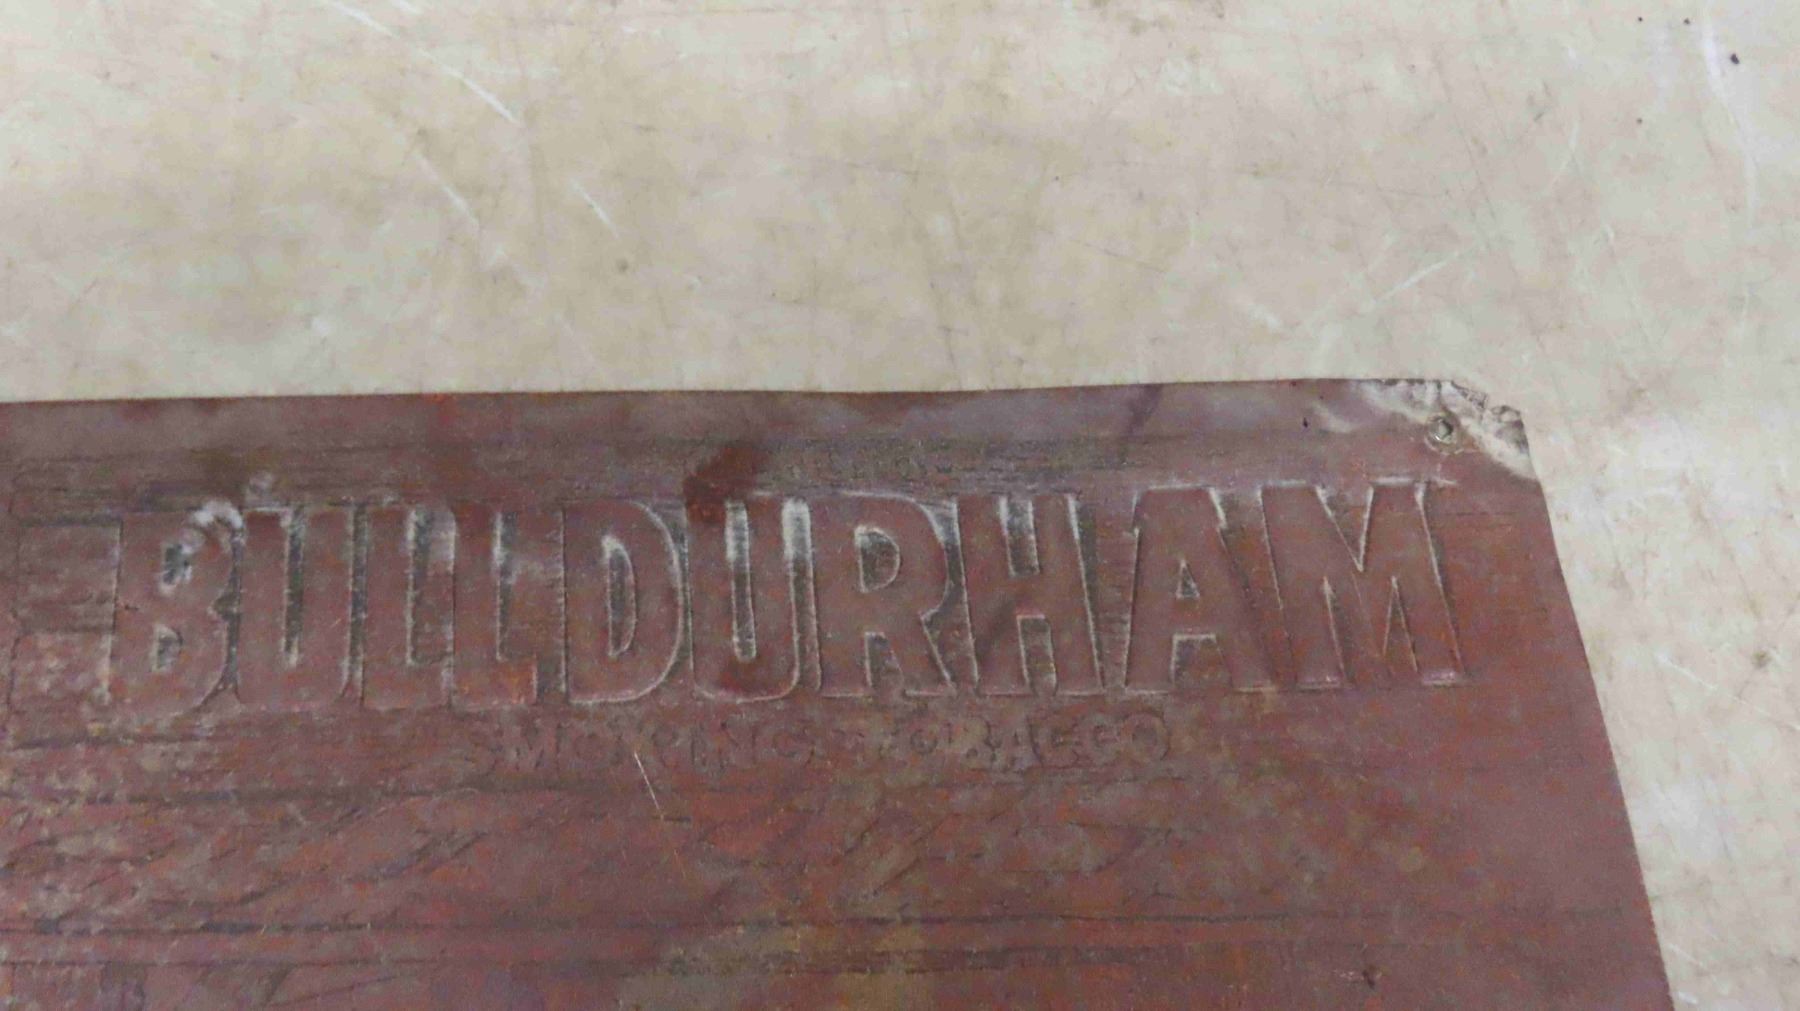 BULL DURHAM
SMOKING TOBACCO